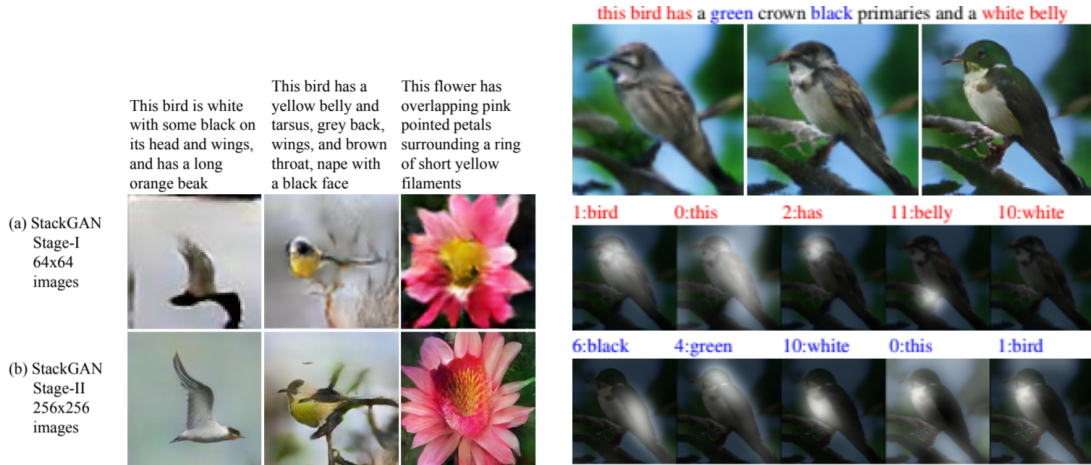 This bird is white
with some black on
its head and wings,
and has a long
orange beak
This bird has a
yellow belly and
tarsus, grey back,
wings, and brown
throat, nape with
a black face
This flower has
overlapping pink
pointed petals
surrounding a ring
of short yellow
filaments
(a) StackGAN
Stage-I
64x64
images
(b) StackGAN
Stage-II
256x256
images
this bird has a green crown black primaries and a white belly
1:bird 0:this 2:has 11:belly 10:white
6:black 4:green 10:white 0:this 1:bird